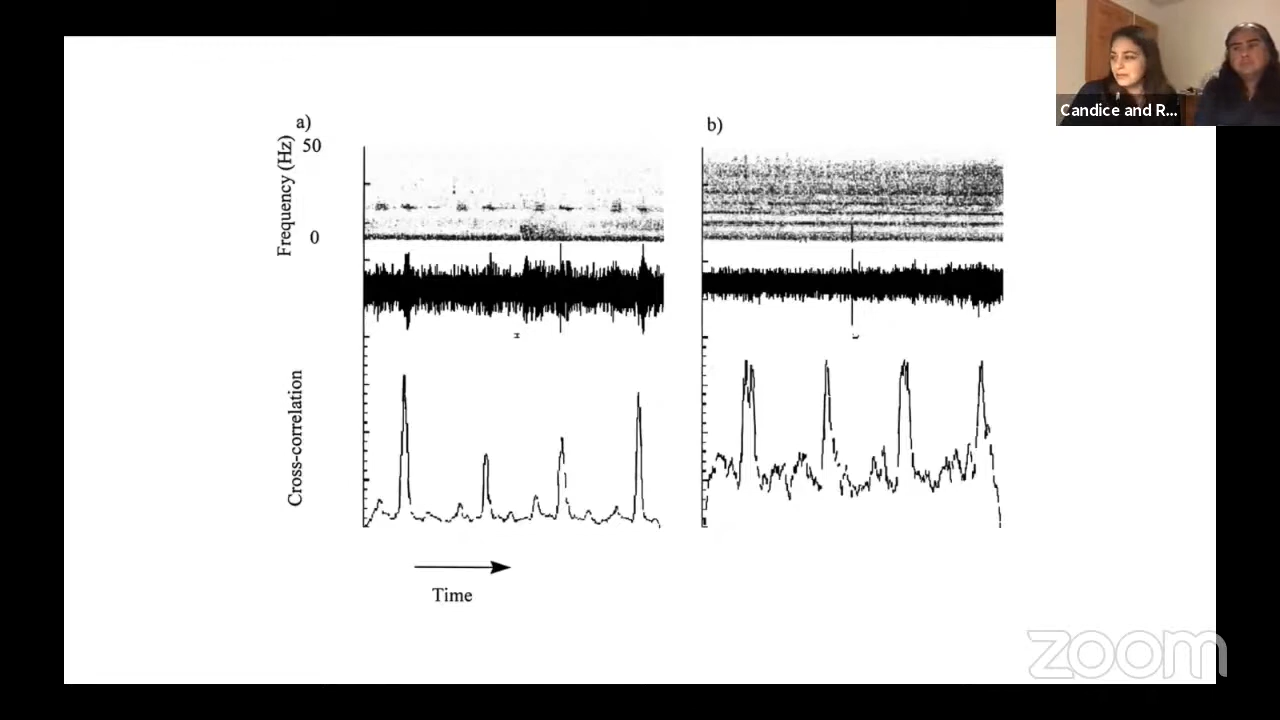 Candice and R...
a)
b)
Frequency (Hz)
50
0
Cross-correlation
Time
zoom